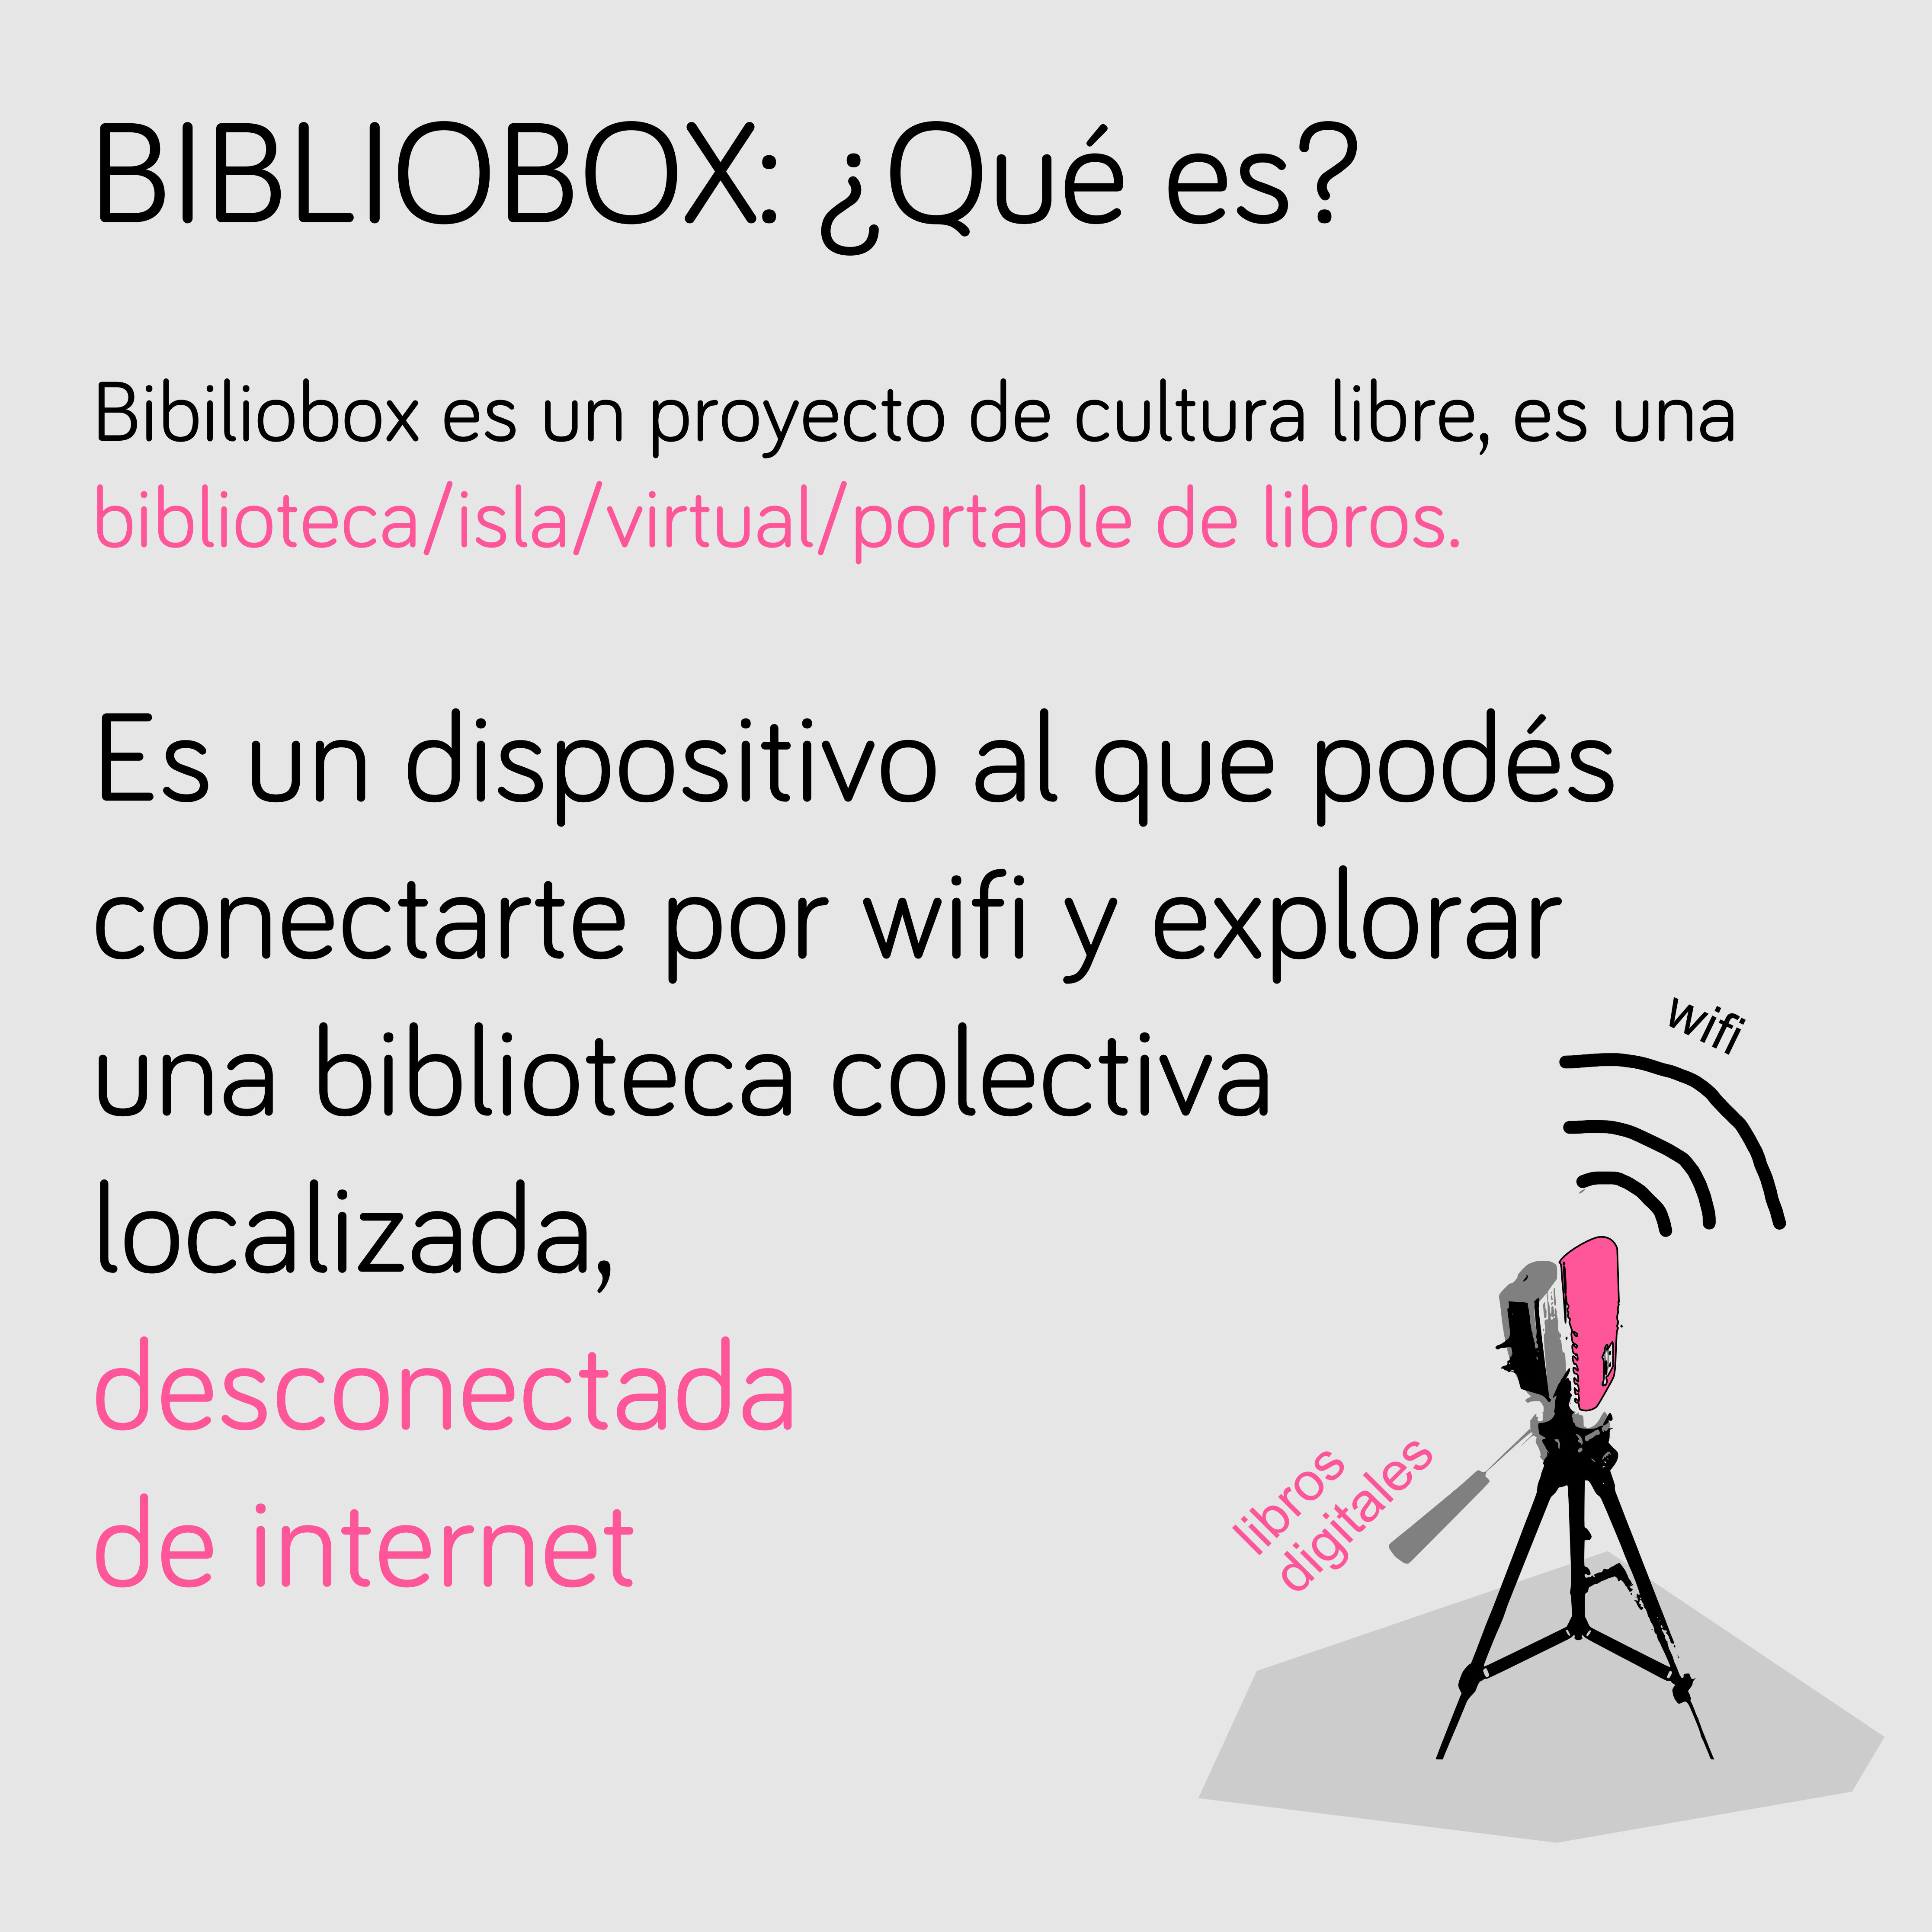 BIBLIOBOX: ¿Qué es?
Bibiliobox es un proyecto de cultura libre, es una
biblioteca/isla/virtual/portable de libros.
Es un dispositivo al que podés
conectarte por wifi y explorar
una biblioteca colectiva
localizada,
desconectada
de internet
wifi
libros
digitales